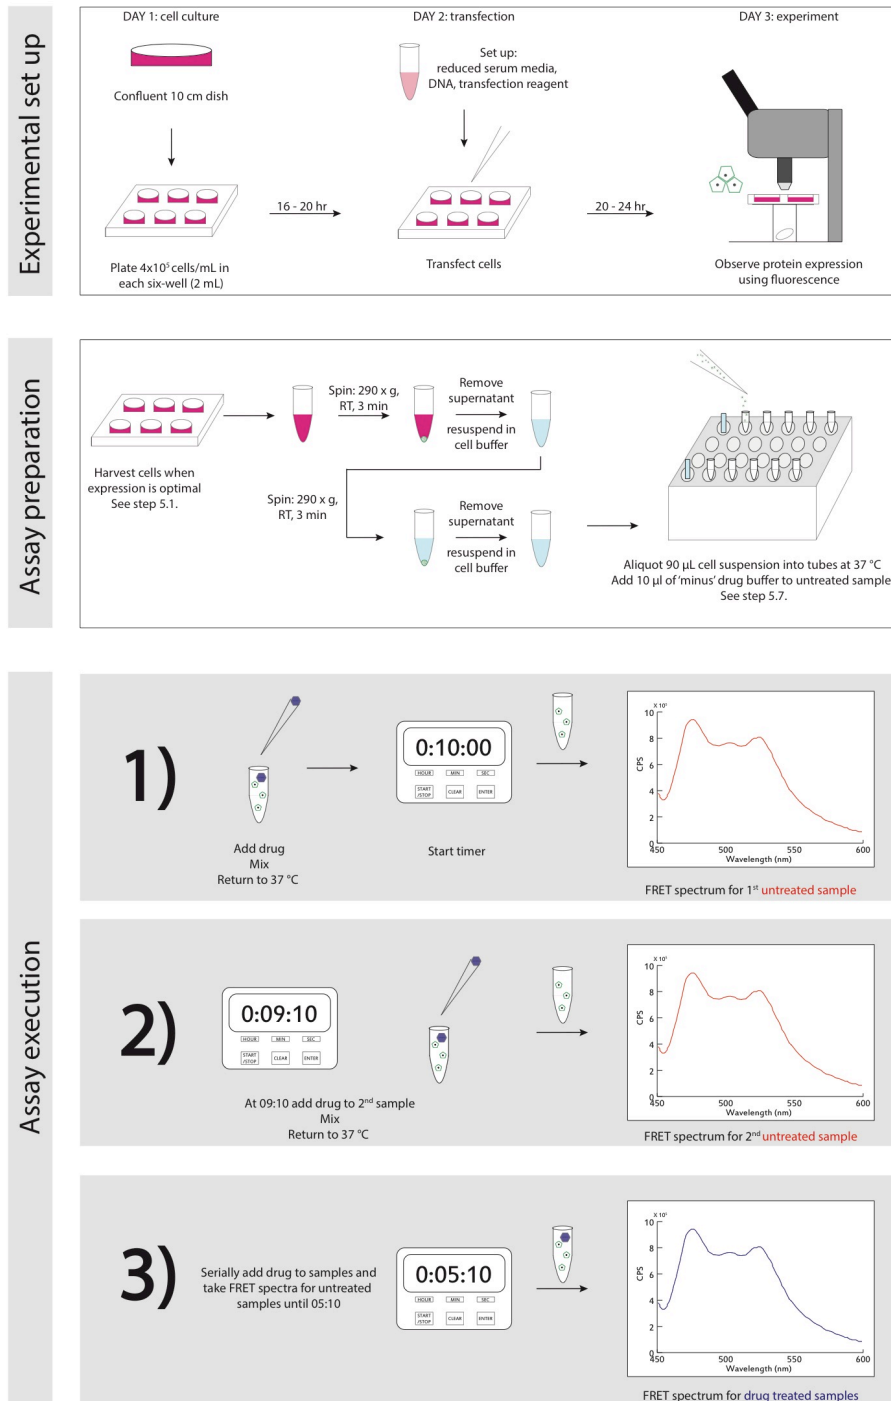 Experimental set up
DAY 1: cell culture
Confluent 10 cm dish
Plate 4x10⁵ cells/mL in
each six-well (2 mL)
16 - 20 hr
DAY 2: transfection
Set up:
reduced serum media,
DNA, transfection reagent
Transfect cells
20 - 24 hr
DAY 3: experiment
Observe protein expression
using fluorescence
Assay preparation
Harvest cells when
expression is optimal
See step 5.1.
Spin: 290 x g,
RT, 3 min
Remove
supernatant
resuspend in
cell buffer
Spin: 290 x g,
RT, 3 min
Remove
supernatant
resuspend in
cell buffer
Aliquot 90 µL cell suspension into tubes at 37 °C
Add 10 µl of 'minus' drug buffer to untreated sample
See step 5.7.
Assay execution
1)
Add drug
Mix
Return to 37 °C
0:10:00
HOUR MIN SEC
START /STOP CLEAR ENTER
Start timer
CPS
10
8
6
4
2
0
450 500 550 600
Wavelength (nm)
FRET spectrum for 1st untreated sample
2)
0:09:10
HOUR MIN SEC
START /STOP CLEAR ENTER
At 09:10 add drug to 2nd sample
Mix
Return to 37 °C
CPS
10
8
6
4
2
0
450 500 550 600
Wavelength (nm)
FRET spectrum for 2nd untreated sample
3)
Serially add drug to samples and
take FRET spectra for untreated
samples until 05:10
0:05:10
HOUR MIN SEC
START /STOP CLEAR ENTER
CPS
10
8
6
4
2
0
450 500 550 600
Wavelength (nm)
FRET spectrum for drug treated samples